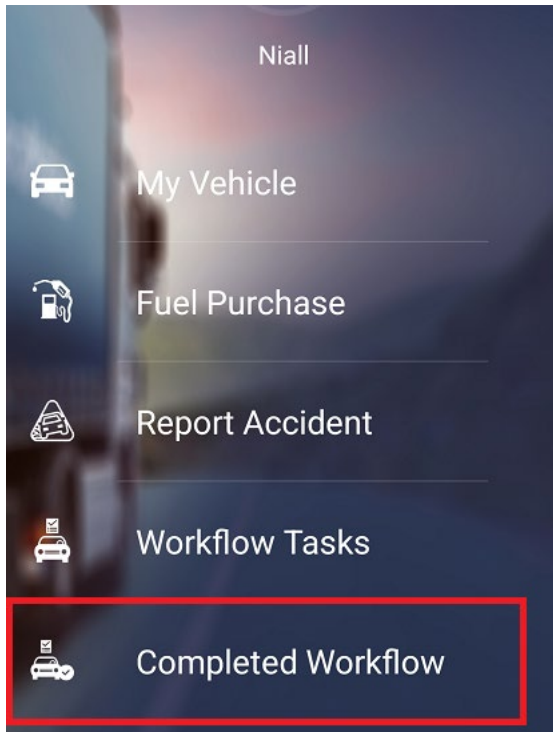 Niall
My Vehicle
Fuel Purchase
Report Accident
Workflow Tasks
Completed Workflow